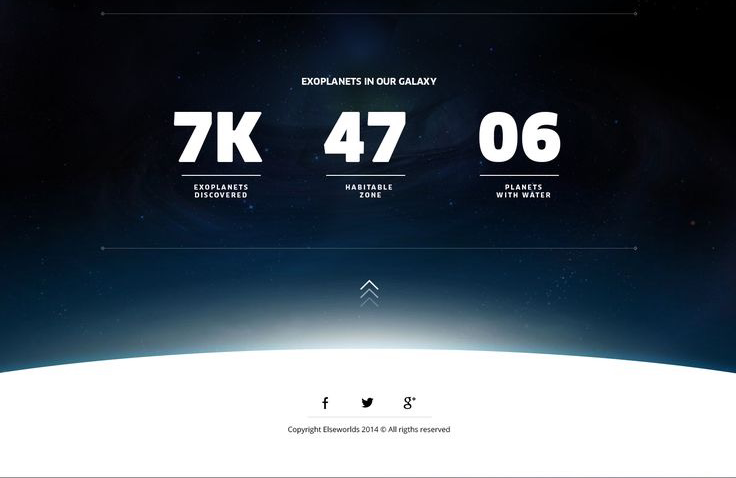 EXOPLANETS IN OUR GALAXY
7K
47
06
EXOPLANETS
DISCOVERED
HABITABLE
ZONE
PLANETS
WITH WATER
Copyright Elseworlds 2014 © All rigths reserved